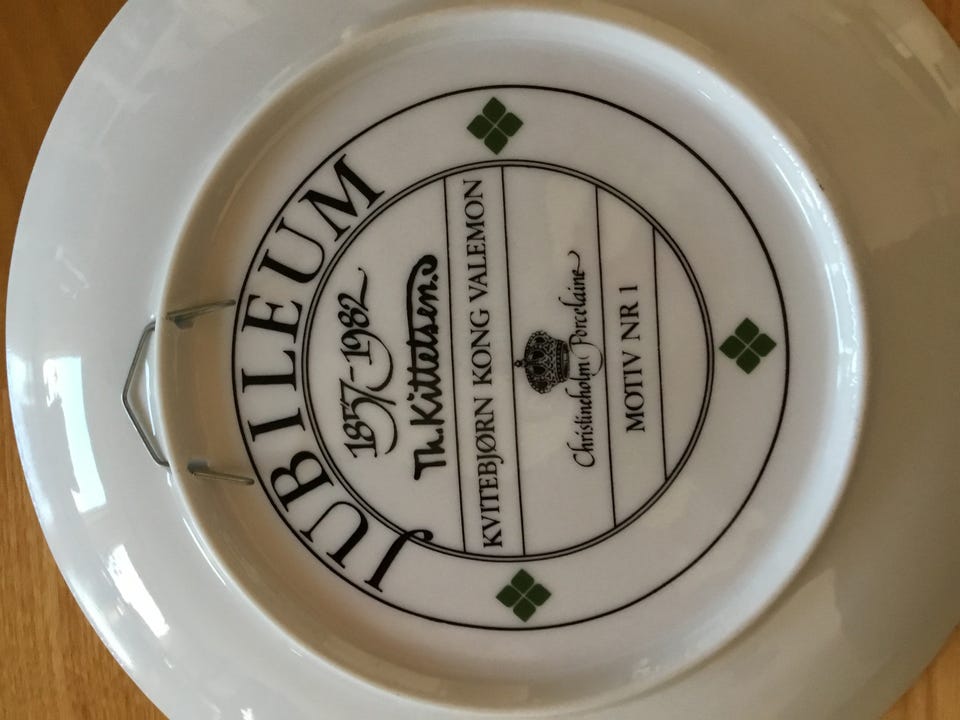 JUBILEUM
1857-1982
Th. Kittelsen.
KVITEBJØRN KONG VALEMON
Christineholm Porcelaine
MOTIV NR 1